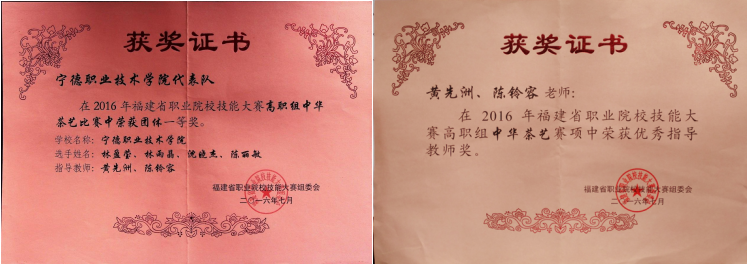 获奖证书
宁德职业技术学院代表队
在2016年福建省职业院校技能大赛高职组中华
茶艺比赛中荣获团体一等奖。
学校名称：宁德职业技术学院
选手姓名：林盈莹、林雨磊、倪晓杰、陈丽敏
指导教师：黄先洲、陈铃容
福建省职业院校技能大赛组委会
二〇一六年七月
获奖证书
黄先洲、陈铃容老师：
在2016年福建省职业院校技能大
赛高职组中华茶艺赛项中荣获优秀指导
教师奖。
福建省职业院校技能大赛组委会
二〇一六年七月